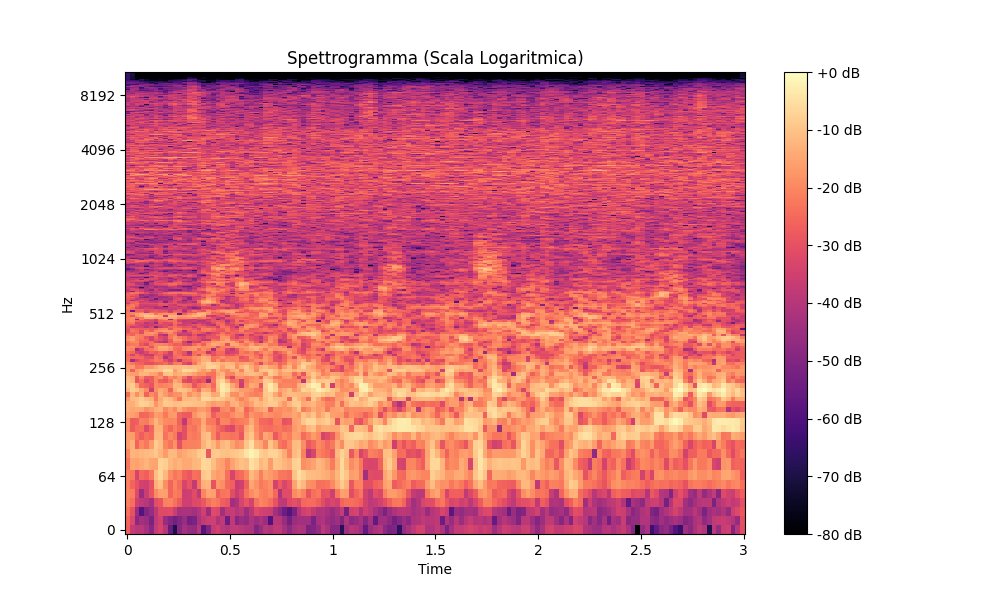 Spettrogramma (Scala Logaritmica)
Hz
8192
4096
2048
1024
512
256
128
64
0
0 0.5 1 1.5 2 2.5 3
Time
+0 dB
-10 dB
-20 dB
-30 dB
-40 dB
-50 dB
-60 dB
-70 dB
-80 dB